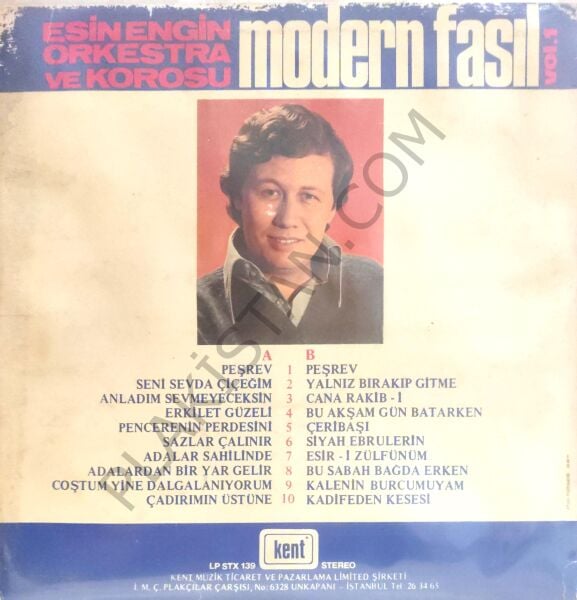 ESİN ENGİN
ORKESTRA
VE KOROSU
modern fasıl
vol.1
A B
PEŞREV 1 PEŞREV
SENİ SEVDA ÇİÇEĞİM 2 YALNIZ BIRAKIP GİTME
ANLADIM SEVMEYECEKSİN 3 CANA RAKİB - İ
ERKİLET GÜZELİ 4 BU AKŞAM GÜN BATARKEN
PENCERENİN PERDESİNİ 5 ÇERİBAŞI
SAZLAR ÇALINIR 6 SİYAH EBRULERİN
ADALAR SAHİLİNDE 7 ESİR - İ ZÜLFÜNÜM
ADALARDAN BİR YAR GELİR 8 BU SABAH BAĞDA ERKEN
COŞTUM YİNE DALGALANIYORUM 9 KALENİN BURCUMUYAM
ÇADIRIMIN ÜSTÜNE 10 KADİFEDEN KESESİ
PLAKİSTAN.COM
LP STX 139 kent STEREO
KENT MÜZİK TİCARET VE PAZARLAMA LİMİTED ŞİRKETİ
İ. M. Ç. PLAKÇILAR ÇARŞISI, No: 6328 UNKAPANI – İSTANBUL Tel: 26 34 65